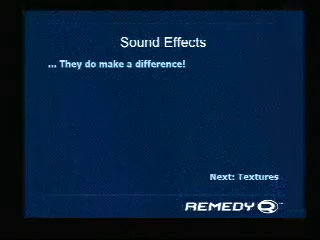 Sound Effects
... They do make a difference!
Next: Textures
REMEDY